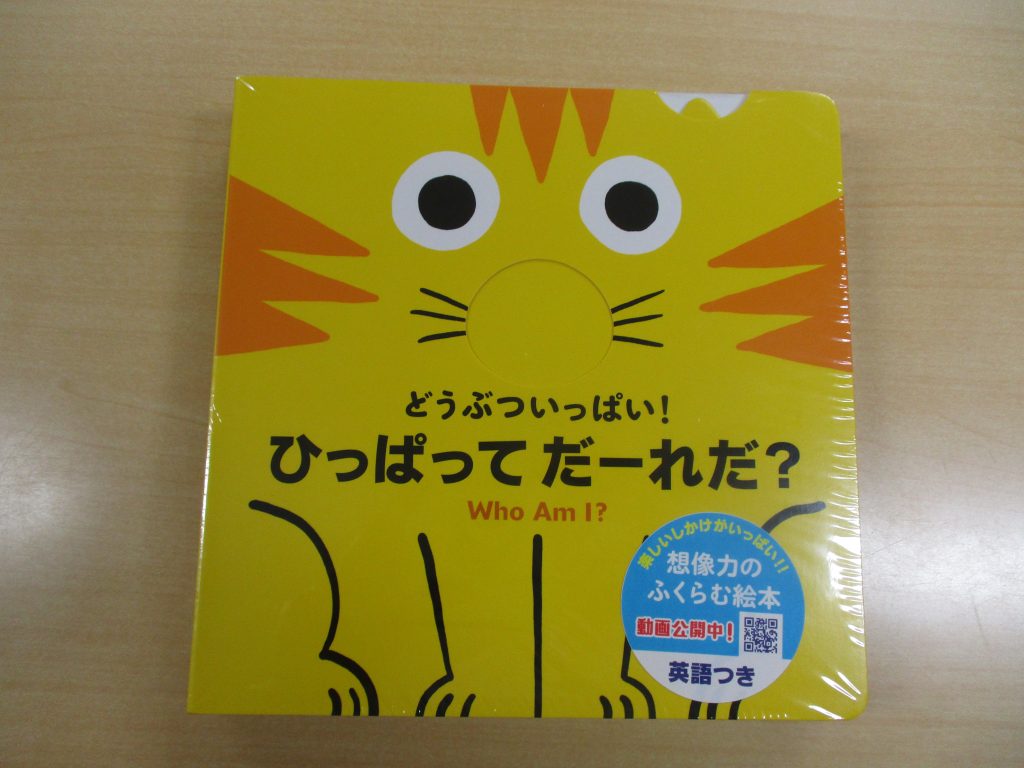 どうぶついっぱい!
ひっぱって だーれだ?
Who Am I?
楽しいしかけがいっぱい!!
想像力の
ふくらむ絵本
動画公開中!
英語つき